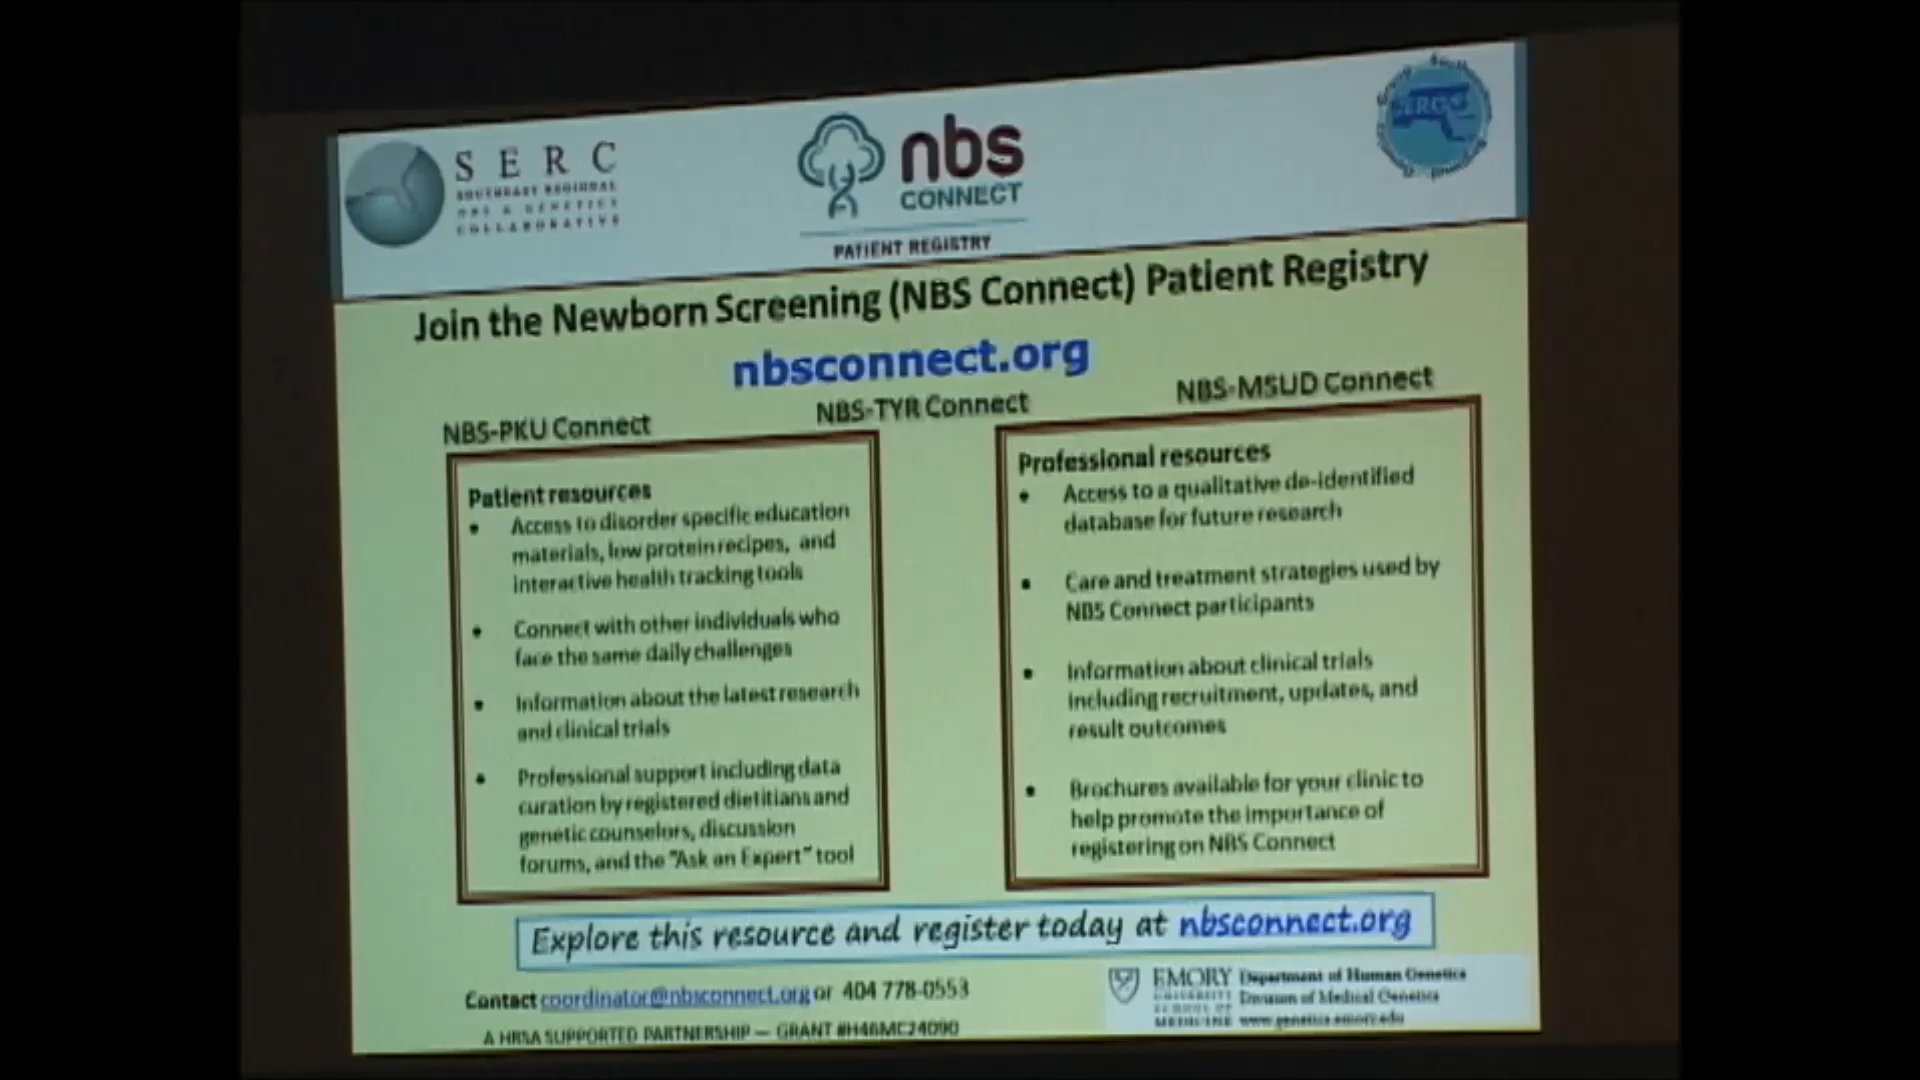 SERC
SOUTHEAST REGIONAL
NBS & GENETICS
COLLABORATIVE
nbs
CONNECT
PATIENT REGISTRY
SERGG
Join the Newborn Screening (NBS Connect) Patient Registry
nbsconnect.org
NBS-PKU Connect
NBS-TYR Connect
NBS-MSUD Connect
Patient resources
• Access to disorder specific education
materials, low protein recipes, and
interactive health tracking tools
• Connect with other individuals who
face the same daily challenges
• Information about the latest research
and clinical trials
• Professional support including data
curation by registered dietitians and
genetic counselors, discussion
forums, and the "Ask an Expert" tool
Professional resources
• Access to a qualitative de-identified
database for future research
• Care and treatment strategies used by
NBS Connect participants
• Information about clinical trials
including recruitment, updates, and
result outcomes
• Brochures available for your clinic to
help promote the importance of
registering on NBS Connect
Explore this resource and register today at nbsconnect.org
Contact coordinator@nbsconnect.org or 404 778-0553
A HRSA SUPPORTED PARTNERSHIP — GRANT #H46MC24090
EMORY
UNIVERSITY
SCHOOL OF
MEDICINE
Department of Human Genetics
Division of Medical Genetics
www.genetics.emory.edu